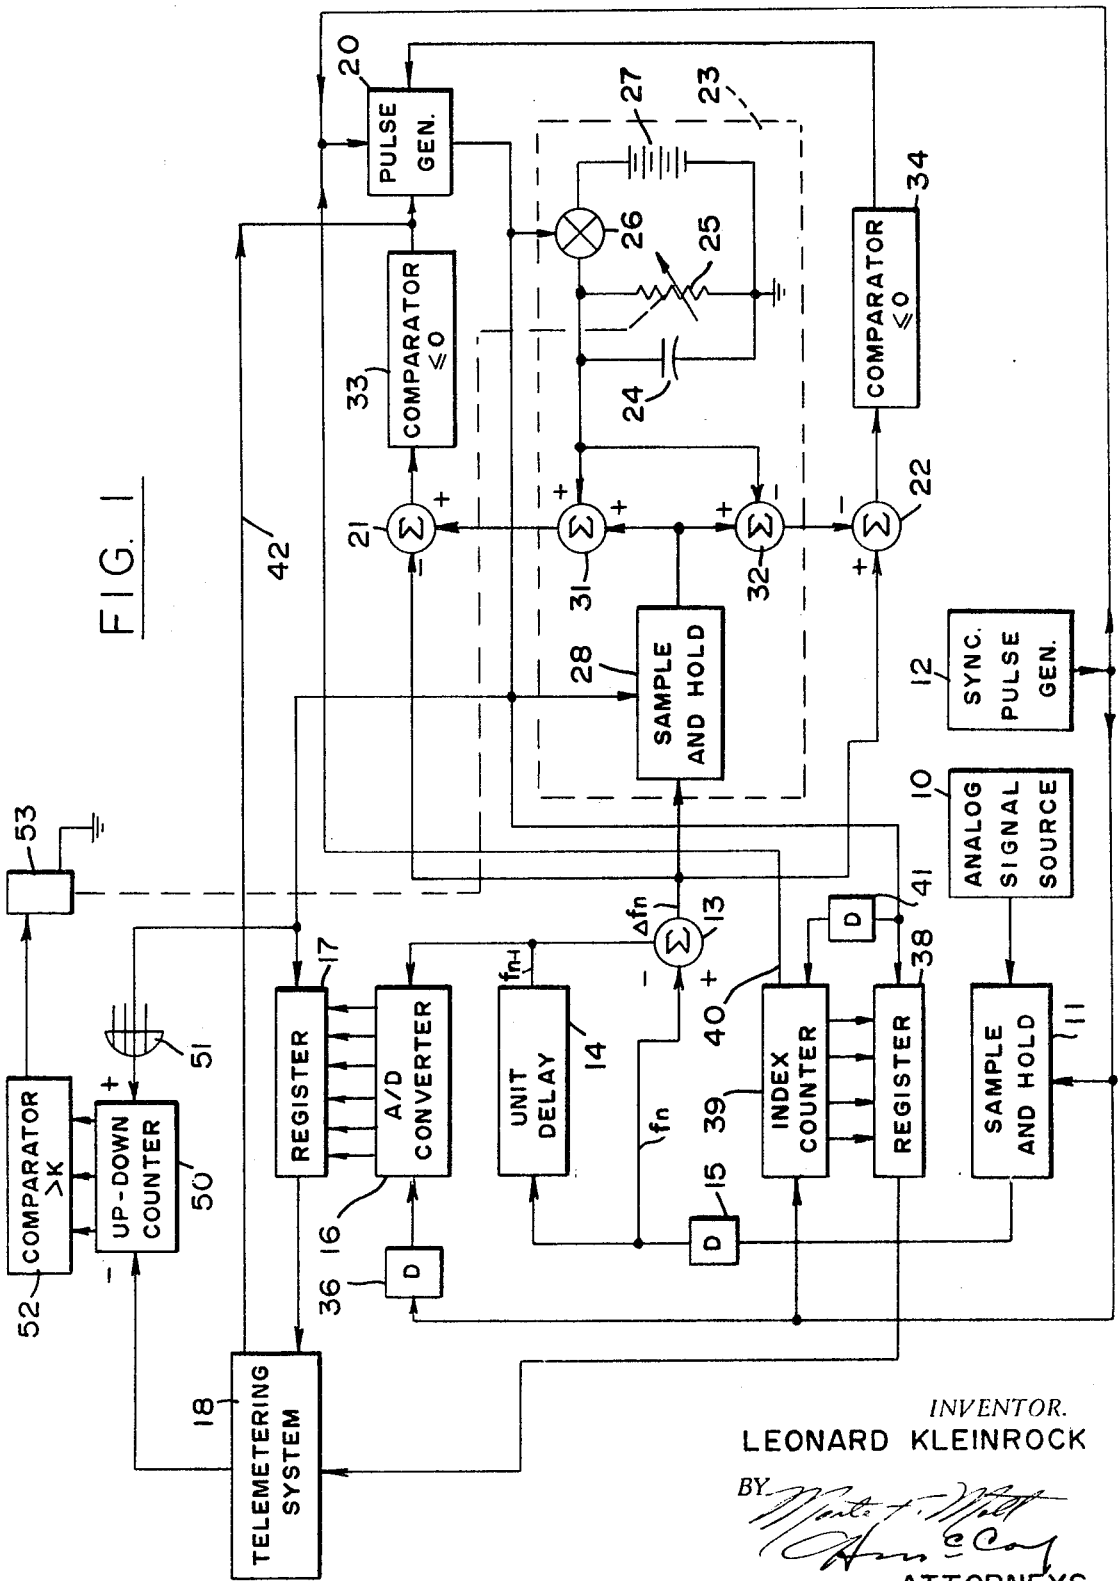 FIG. 1
53
52
COMPARATOR
>K
51
+
UP-DOWN
COUNTER
50
-
42
20
PULSE
GEN.
33
COMPARATOR
≤0
21
Σ
+
-
17
REGISTER
A/D
CONVERTER
16
36
D
18
TELEMETERING
SYSTEM
27
23
26
25
24
+
Σ
+
31
28
SAMPLE
AND HOLD
+
-
Σ
32
fn-1
UNIT
DELAY
14
Δfn
-
Σ
13
+
fn
15
D
34
COMPARATOR
≤0
-
Σ
22
+
40
39
INDEX
COUNTER
D
41
REGISTER
38
12
SYNC.
PULSE
GEN.
10
ANALOG
SIGNAL
SOURCE
SAMPLE
AND HOLD
11
INVENTOR.
LEONARD KLEINROCK
BY
ATTORNEYS